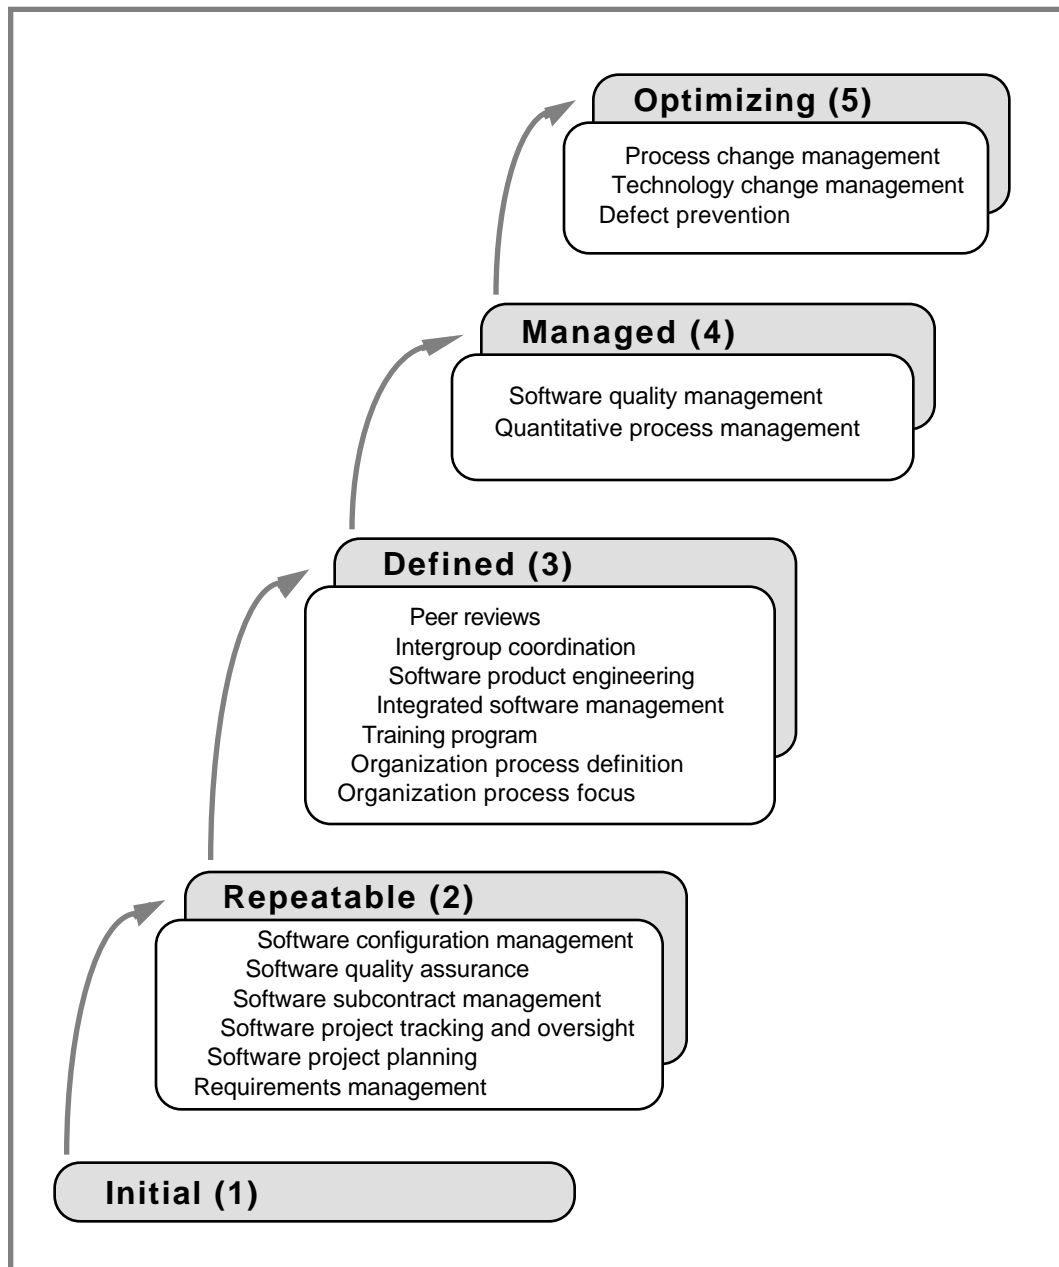 Optimizing (5)
Process change management
Technology change management
Defect prevention
Managed (4)
Software quality management
Quantitative process management
Defined (3)
Peer reviews
Intergroup coordination
Software product engineering
Integrated software management
Training program
Organization process definition
Organization process focus
Repeatable (2)
Software configuration management
Software quality assurance
Software subcontract management
Software project tracking and oversight
Software project planning
Requirements management
Initial (1)